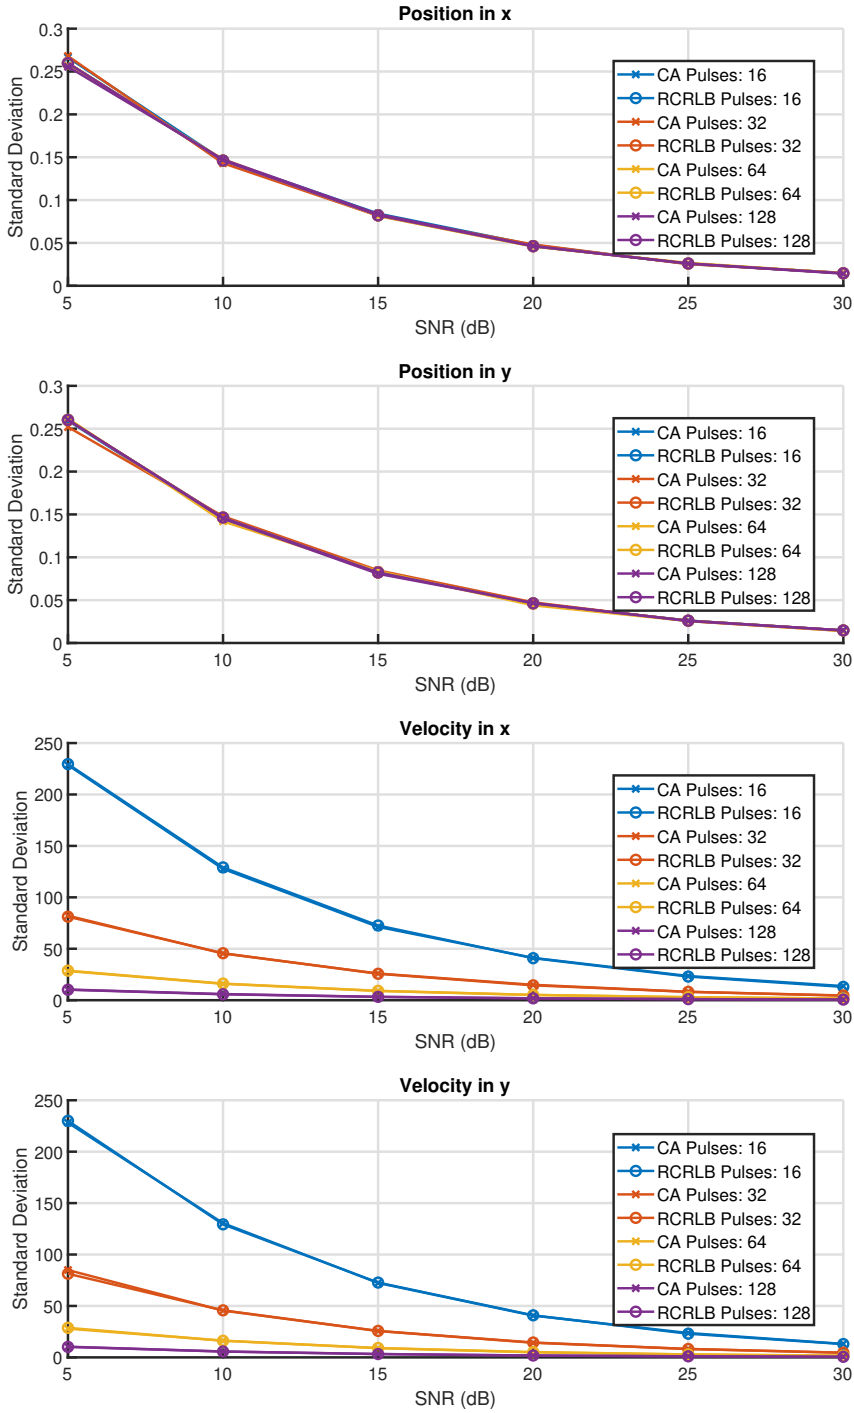 Position in x
0.3
0.25
0.2
0.15
0.1
0.05
0
Standard Deviation
CA Pulses: 16
RCRLB Pulses: 16
CA Pulses: 32
RCRLB Pulses: 32
CA Pulses: 64
RCRLB Pulses: 64
CA Pulses: 128
RCRLB Pulses: 128
5 10 15 20 25 30
SNR (dB)
Position in y
0.3
0.25
0.2
0.15
0.1
0.05
0
Standard Deviation
CA Pulses: 16
RCRLB Pulses: 16
CA Pulses: 32
RCRLB Pulses: 32
CA Pulses: 64
RCRLB Pulses: 64
CA Pulses: 128
RCRLB Pulses: 128
5 10 15 20 25 30
SNR (dB)
Velocity in x
250
200
150
100
50
0
Standard Deviation
CA Pulses: 16
RCRLB Pulses: 16
CA Pulses: 32
RCRLB Pulses: 32
CA Pulses: 64
RCRLB Pulses: 64
CA Pulses: 128
RCRLB Pulses: 128
5 10 15 20 25 30
SNR (dB)
Velocity in y
250
200
150
100
50
0
Standard Deviation
CA Pulses: 16
RCRLB Pulses: 16
CA Pulses: 32
RCRLB Pulses: 32
CA Pulses: 64
RCRLB Pulses: 64
CA Pulses: 128
RCRLB Pulses: 128
5 10 15 20 25 30
SNR (dB)